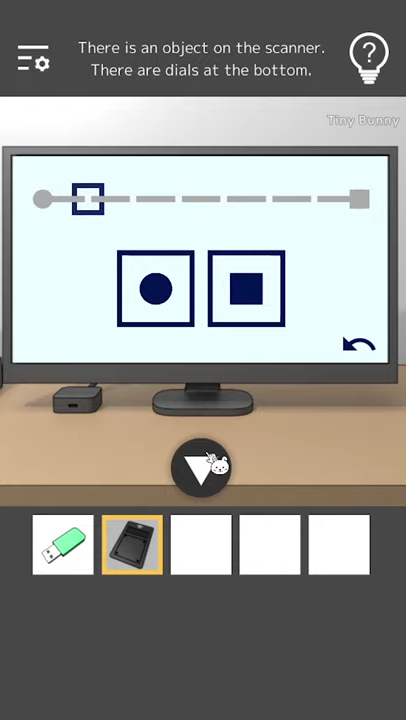 There is an object on the scanner.
There are dials at the bottom.
?
Tiny Bunny